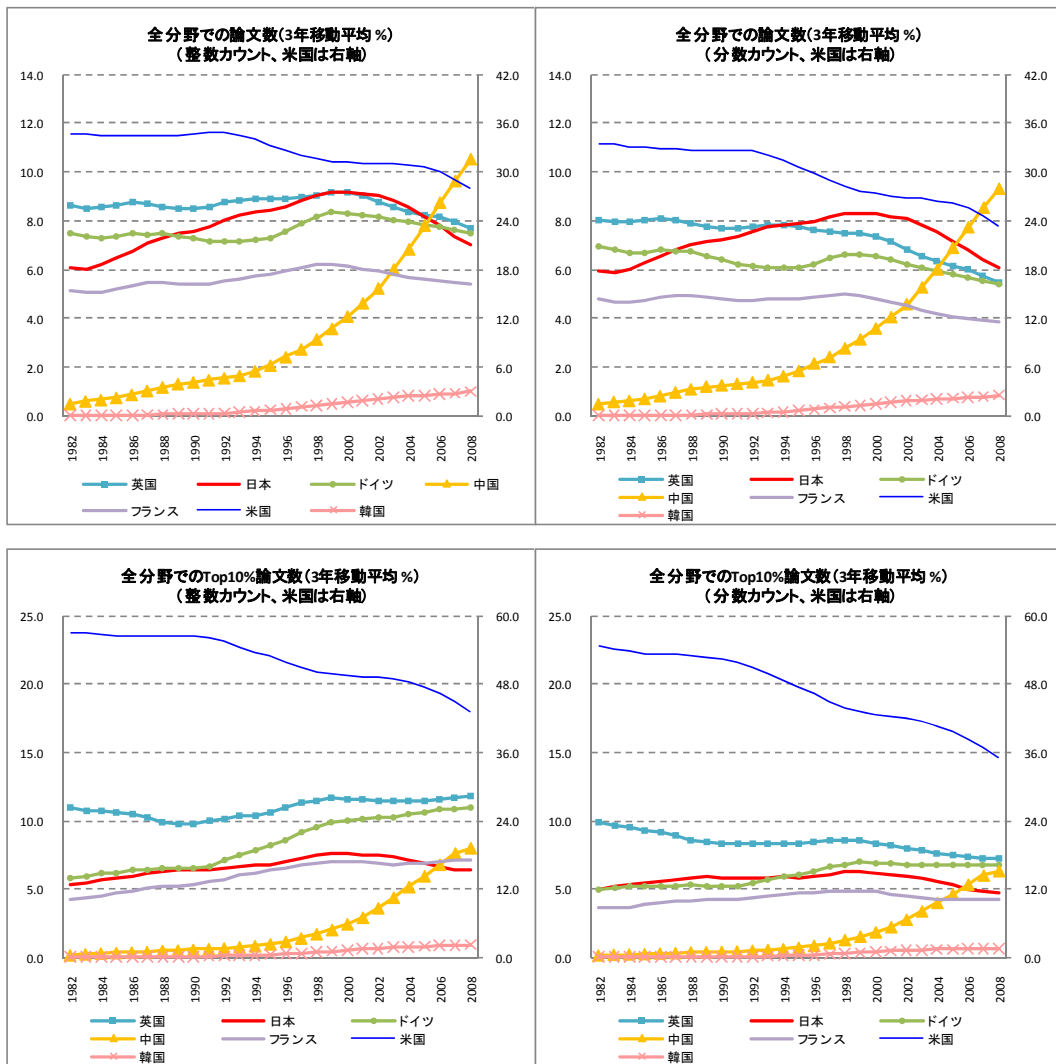 全分野での論文数(3年移動平均 %)
(整数カウント、米国は右軸)
14.0 12.0 10.0 8.0 6.0 4.0 2.0 0.0
42.0 36.0 30.0 24.0 18.0 12.0 6.0 0.0
1982 1984 1986 1988 1990 1992 1994 1996 1998 2000 2002 2004 2006 2008
英国 日本 ドイツ 中国
フランス 米国 韓国
全分野での論文数(3年移動平均 %)
(分数カウント、米国は右軸)
14.0 12.0 10.0 8.0 6.0 4.0 2.0 0.0
42.0 36.0 30.0 24.0 18.0 12.0 6.0 0.0
1982 1984 1986 1988 1990 1992 1994 1996 1998 2000 2002 2004 2006 2008
英国 日本 ドイツ
中国 フランス 米国
韓国
全分野でのTop10%論文数(3年移動平均 %)
(整数カウント、米国は右軸)
25.0 20.0 15.0 10.0 5.0 0.0
60.0 48.0 36.0 24.0 12.0 0.0
1982 1984 1986 1988 1990 1992 1994 1996 1998 2000 2002 2004 2006 2008
英国 日本 ドイツ
中国 フランス 米国
韓国
全分野でのTop10%論文数(3年移動平均 %)
(分数カウント、米国は右軸)
25.0 20.0 15.0 10.0 5.0 0.0
60.0 48.0 36.0 24.0 12.0 0.0
1982 1984 1986 1988 1990 1992 1994 1996 1998 2000 2002 2004 2006 2008
英国 日本 ドイツ
中国 フランス 米国
韓国